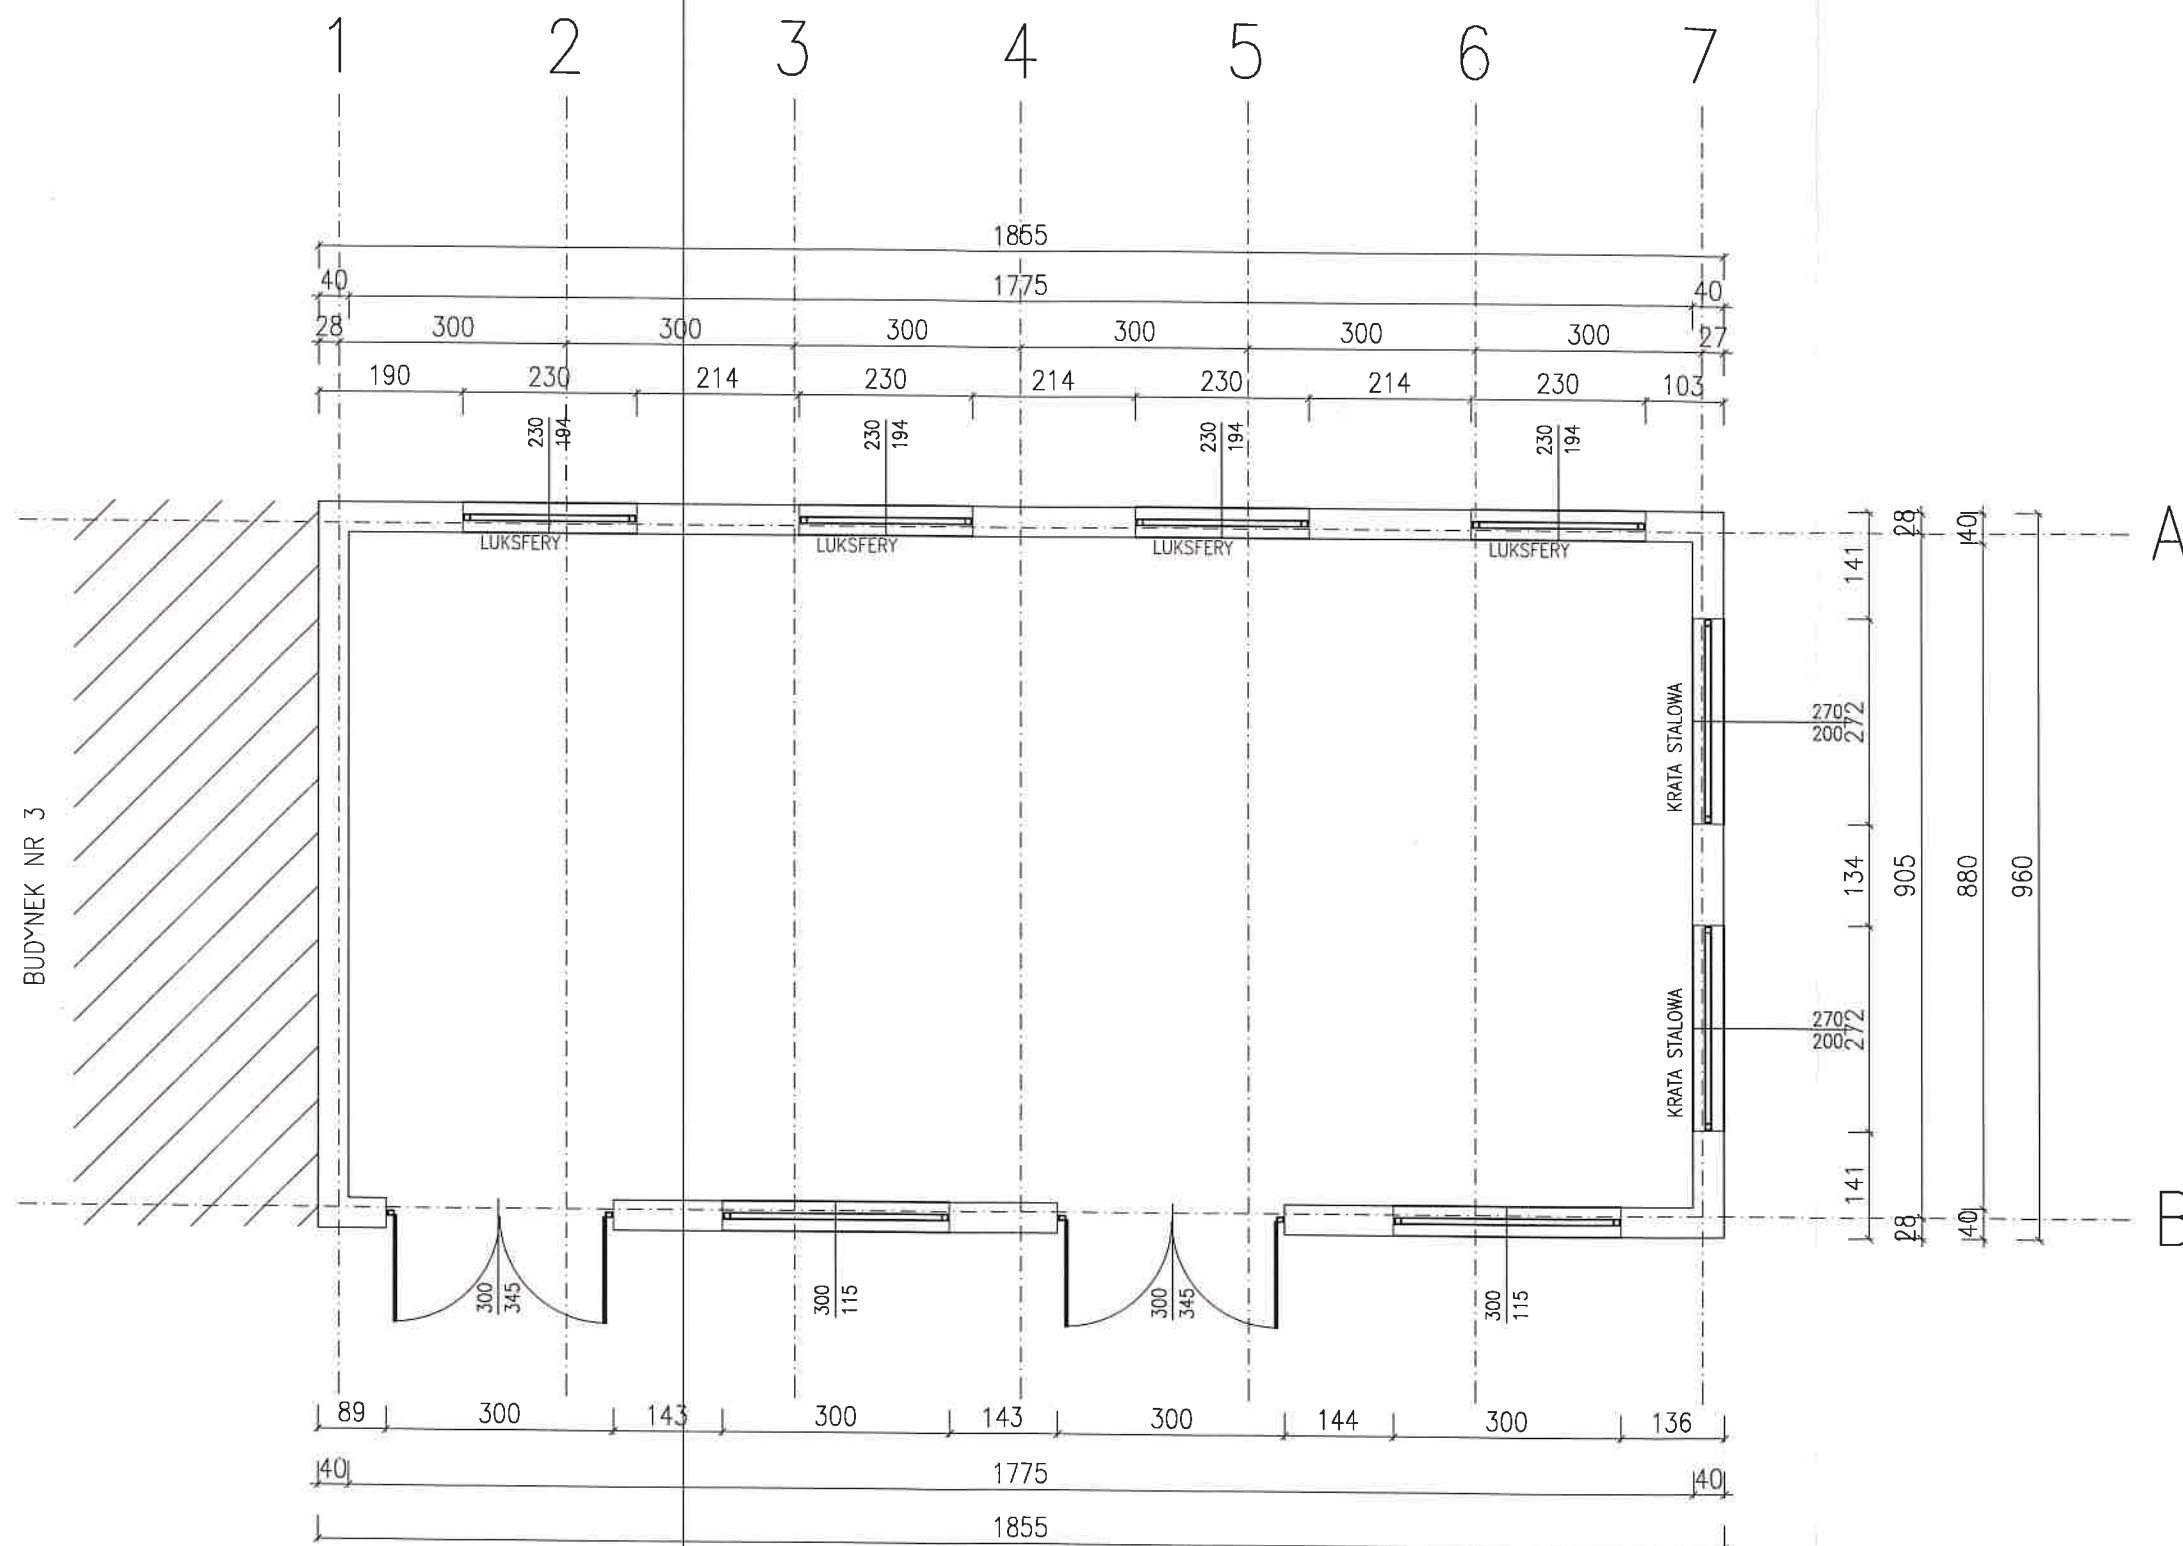 1 2 3 4 5 6 7
1855
40 1775 40
28 300 300 300 300 300 300 27
190 230 214 230 214 230 214 230 103
230 194 230 194 230 194 230 194
LUKSFERY LUKSFERY LUKSFERY LUKSFERY
A
28 40
141
KRATA STALOWA
270 272
200
BUDYNEK NR 3
134 905 880 960
KRATA STALOWA
270 272
200
141
28 40
B
300 345 300 115 300 345 300 115
89 300 143 300 143 300 144 300 136
40 1775 40
1855